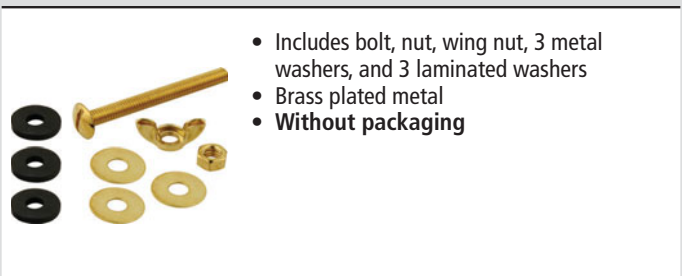 • Includes bolt, nut, wing nut, 3 metal
washers, and 3 laminated washers
• Brass plated metal
• Without packaging